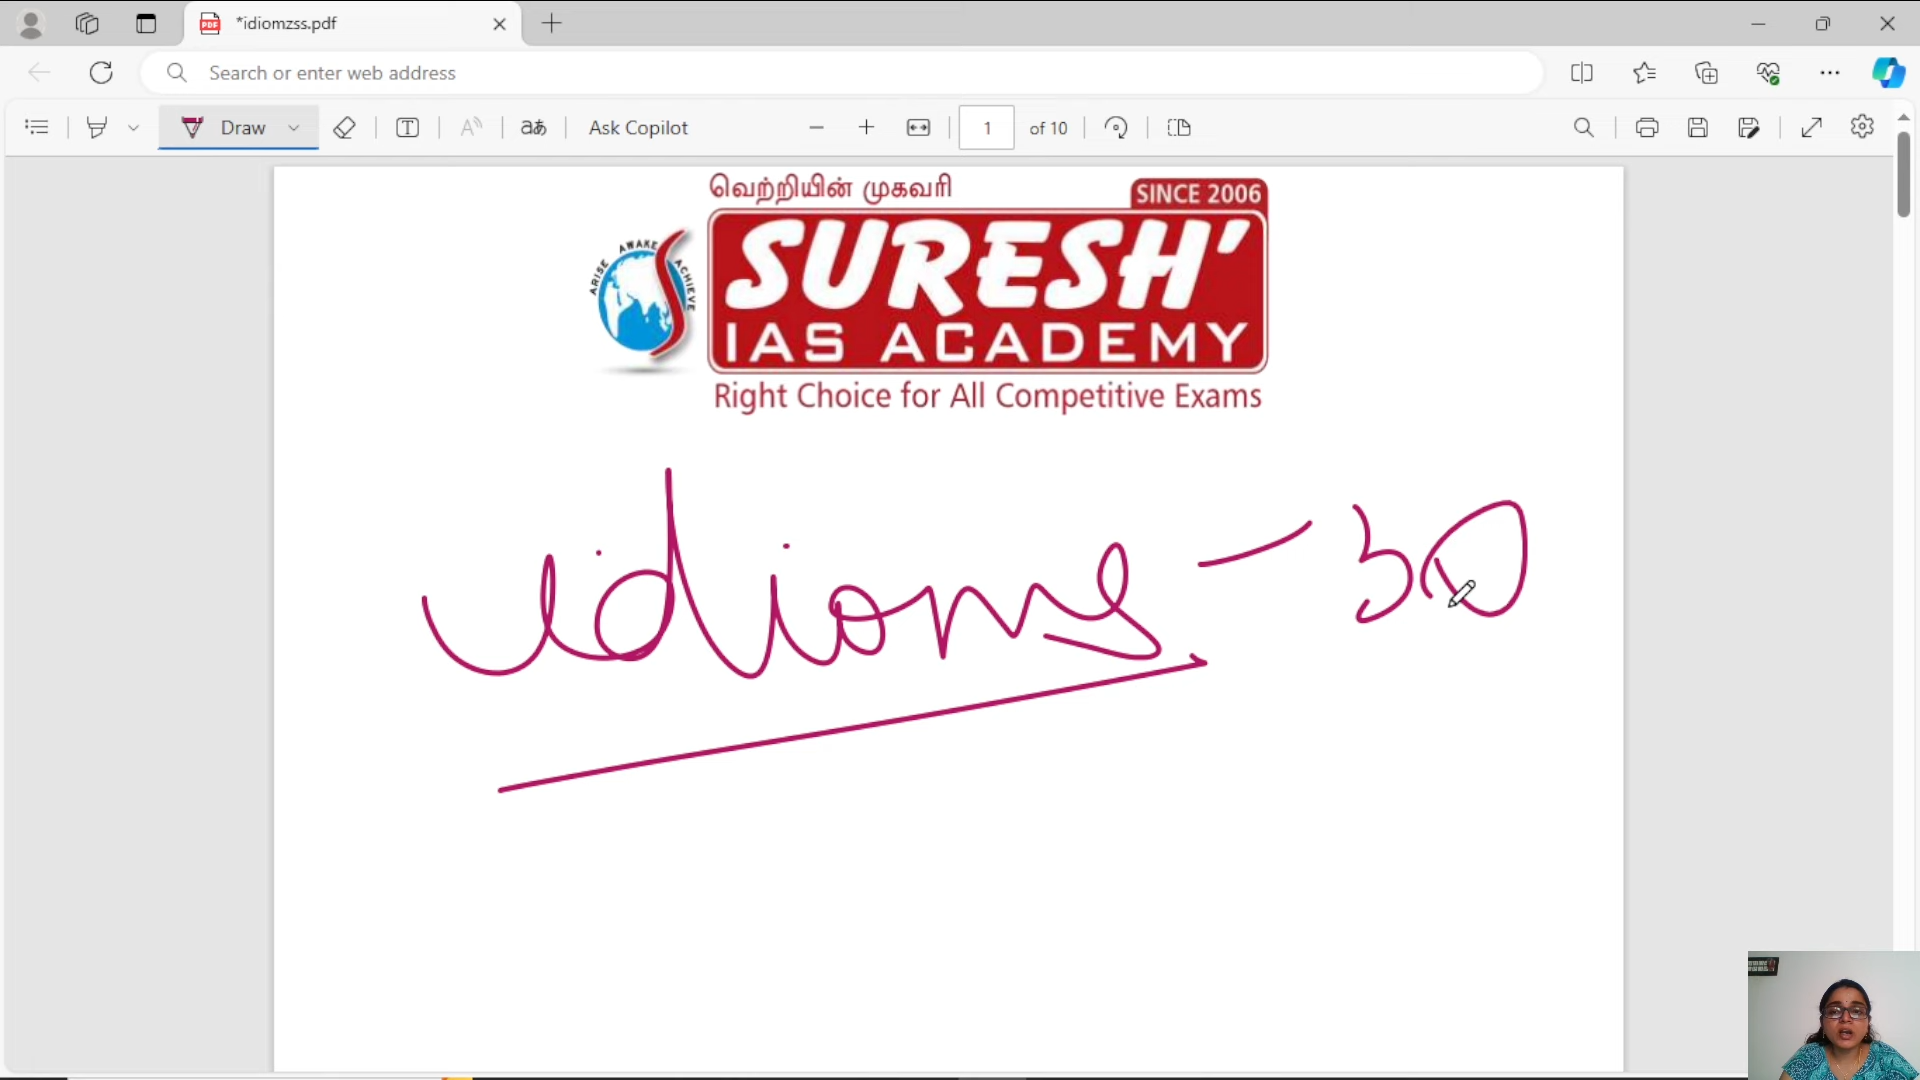 *idiomzss.pdf
Search or enter web address
Draw
Ask Copilot
1 of 10
வெற்றியின் முகவரி
SINCE 2006
ARISE AWAKE ACHIEVE
SURESH'
IAS ACADEMY
Right Choice for All Competitive Exams
idioms - 30